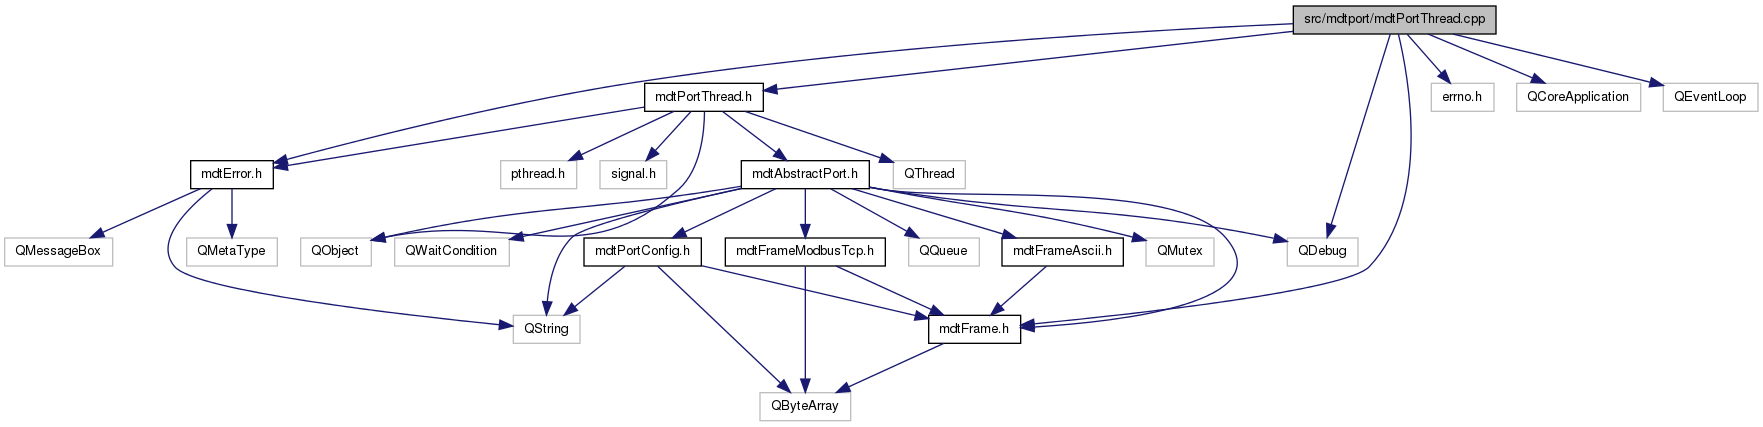 src/mdtport/mdtPortThread.cpp
mdtPortThread.h
errno.h
QCoreApplication
QEventLoop
mdtError.h
pthread.h
signal.h
mdtAbstractPort.h
QThread
QMessageBox
QMetaType
QObject
QWaitCondition
mdtPortConfig.h
mdtFrameModbusTcp.h
QQueue
mdtFrameAscii.h
QMutex
QDebug
QString
mdtFrame.h
QByteArray